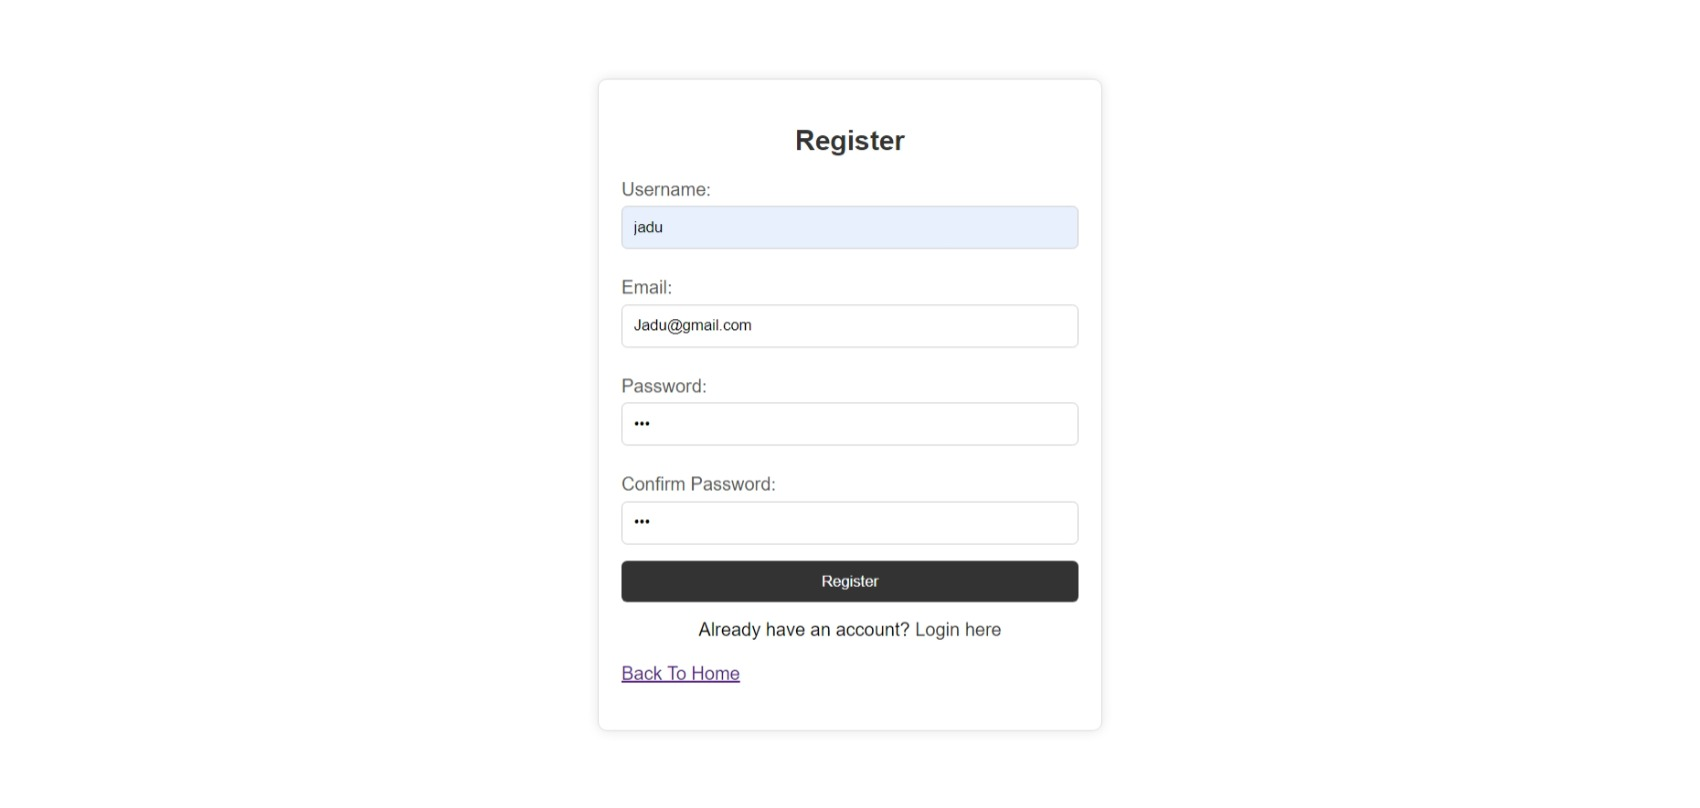 Register
Username:
jadu
Email:
Jadu@gmail.com
Password:
•••
Confirm Password:
•••
Register
Already have an account? Login here
Back To Home